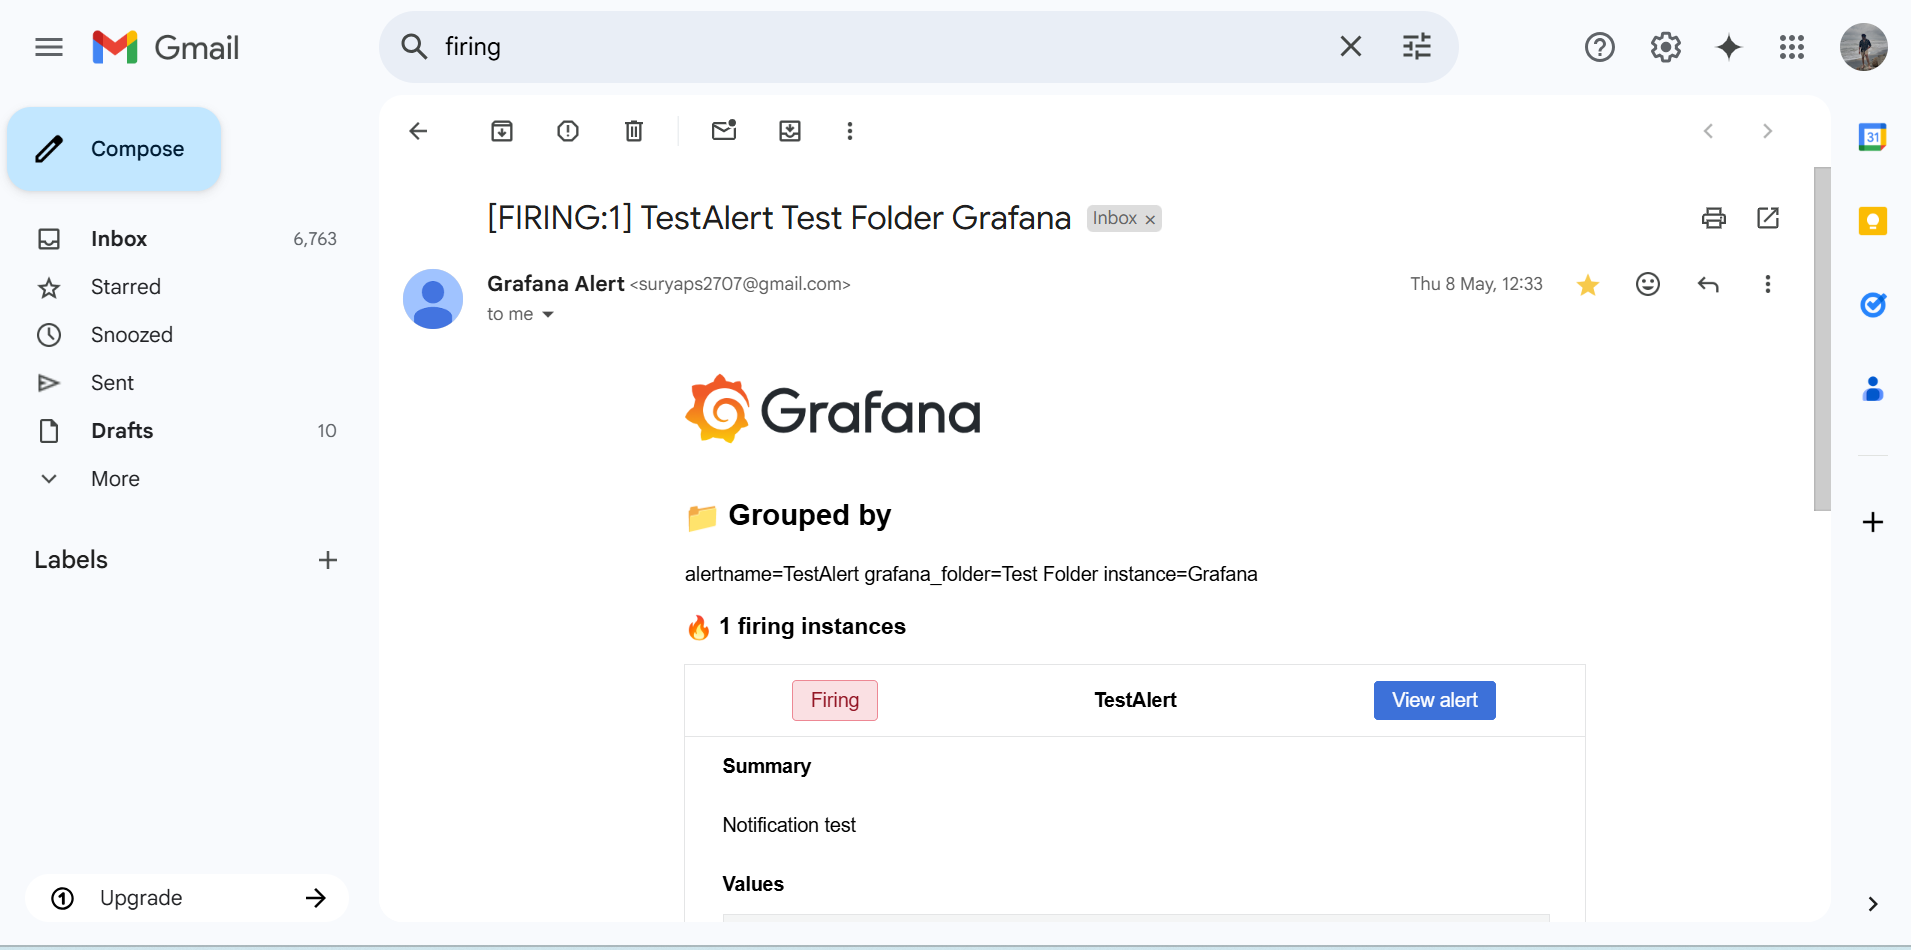 Gmail
firing
Compose
Inbox 6,763
Starred
Snoozed
Sent
Drafts 10
More
Labels
Upgrade
[FIRING:1] TestAlert Test Folder Grafana Inbox ×
Grafana Alert <suryaps2707@gmail.com> Thu 8 May, 12:33
to me
Grafana
Grouped by
alertname=TestAlert grafana_folder=Test Folder instance=Grafana
1 firing instances
Firing TestAlert View alert
Summary
Notification test
Values
31